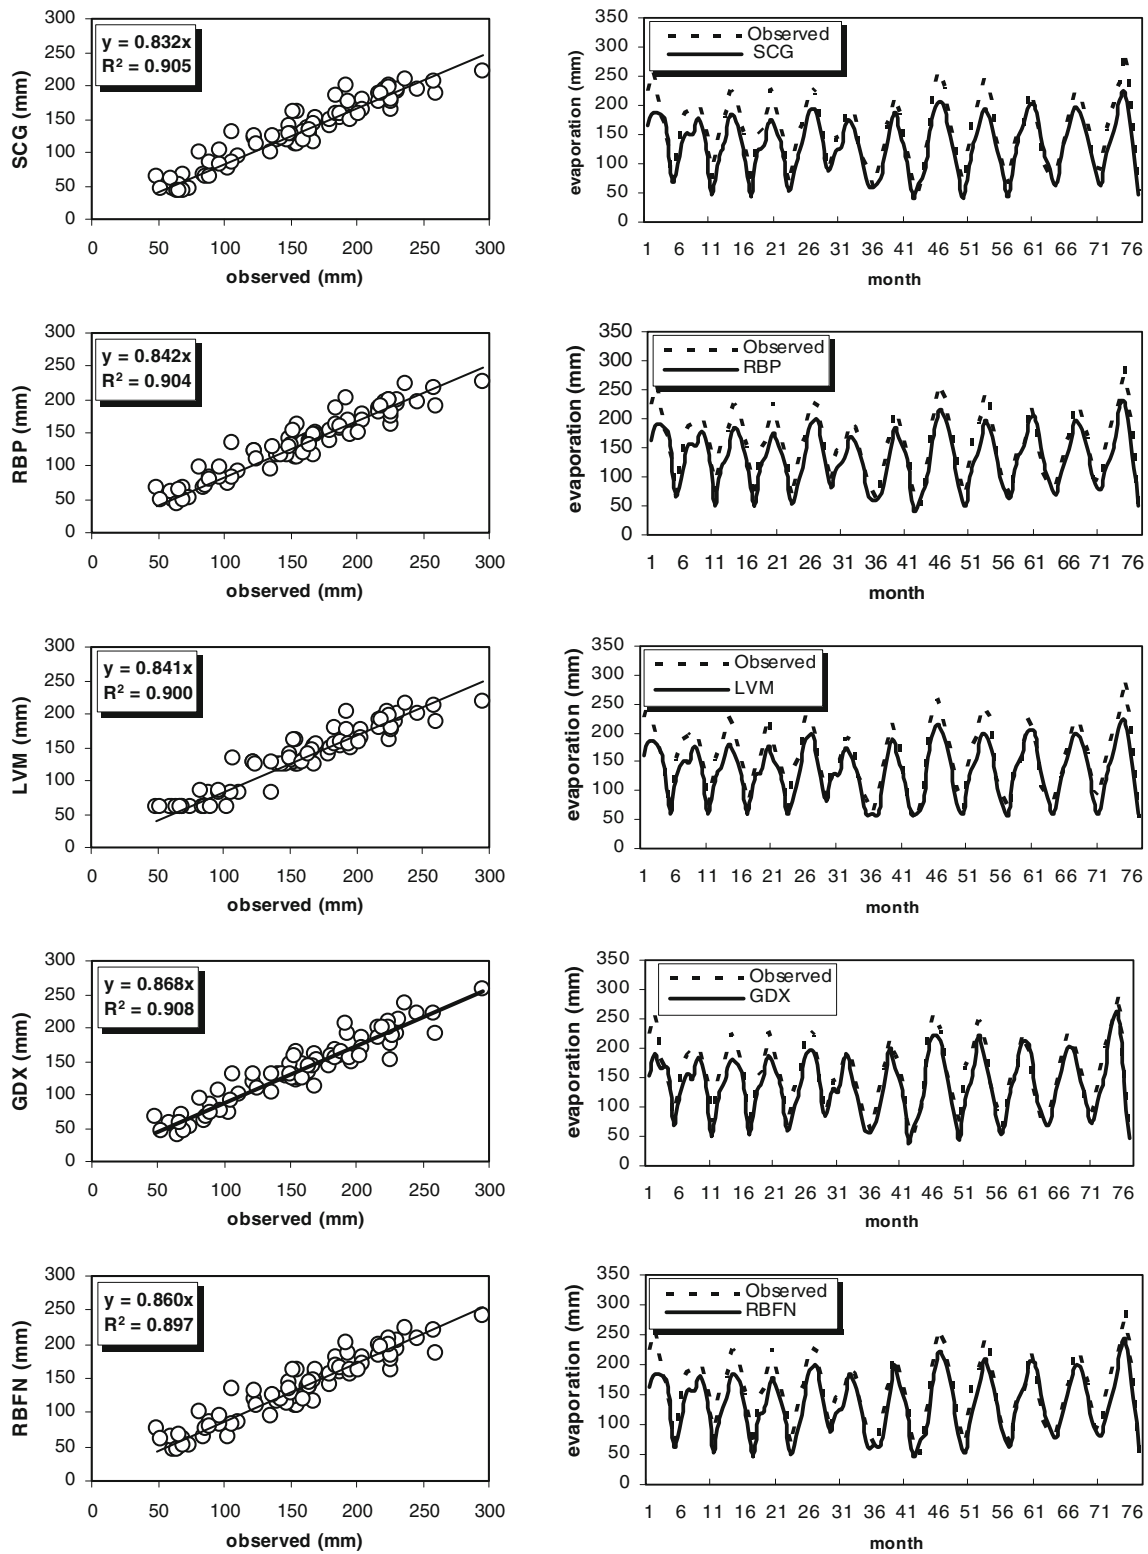 y = 0.832x
R² = 0.905
SCG (mm)
300
250
200
150
100
50
0
0 50 100 150 200 250 300
observed (mm)
Observed
SCG
evaporation (mm)
350
300
250
200
150
100
50
0
1 6 11 16 21 26 31 36 41 46 51 56 61 66 71 76
month
y = 0.842x
R² = 0.904
RBP (mm)
300
250
200
150
100
50
0
0 50 100 150 200 250 300
observed (mm)
Observed
RBP
evaporation (mm)
350
300
250
200
150
100
50
0
1 6 11 16 21 26 31 36 41 46 51 56 61 66 71 76
month
y = 0.841x
R² = 0.900
LVM (mm)
300
250
200
150
100
50
0
0 50 100 150 200 250 300
observed (mm)
Observed
LVM
evaporation (mm)
350
300
250
200
150
100
50
0
1 6 11 16 21 26 31 36 41 46 51 56 61 66 71 76
month
y = 0.868x
R² = 0.908
GDX (mm)
300
250
200
150
100
50
0
0 50 100 150 200 250 300
observed (mm)
Observed
GDX
evaporation (mm)
350
300
250
200
150
100
50
0
1 6 11 16 21 26 31 36 41 46 51 56 61 66 71 76
month
y = 0.860x
R² = 0.897
RBFN (mm)
300
250
200
150
100
50
0
0 50 100 150 200 250 300
observed (mm)
Observed
RBFN
evaporation (mm)
350
300
250
200
150
100
50
0
1 6 11 16 21 26 31 36 41 46 51 56 61 66 71 76
month